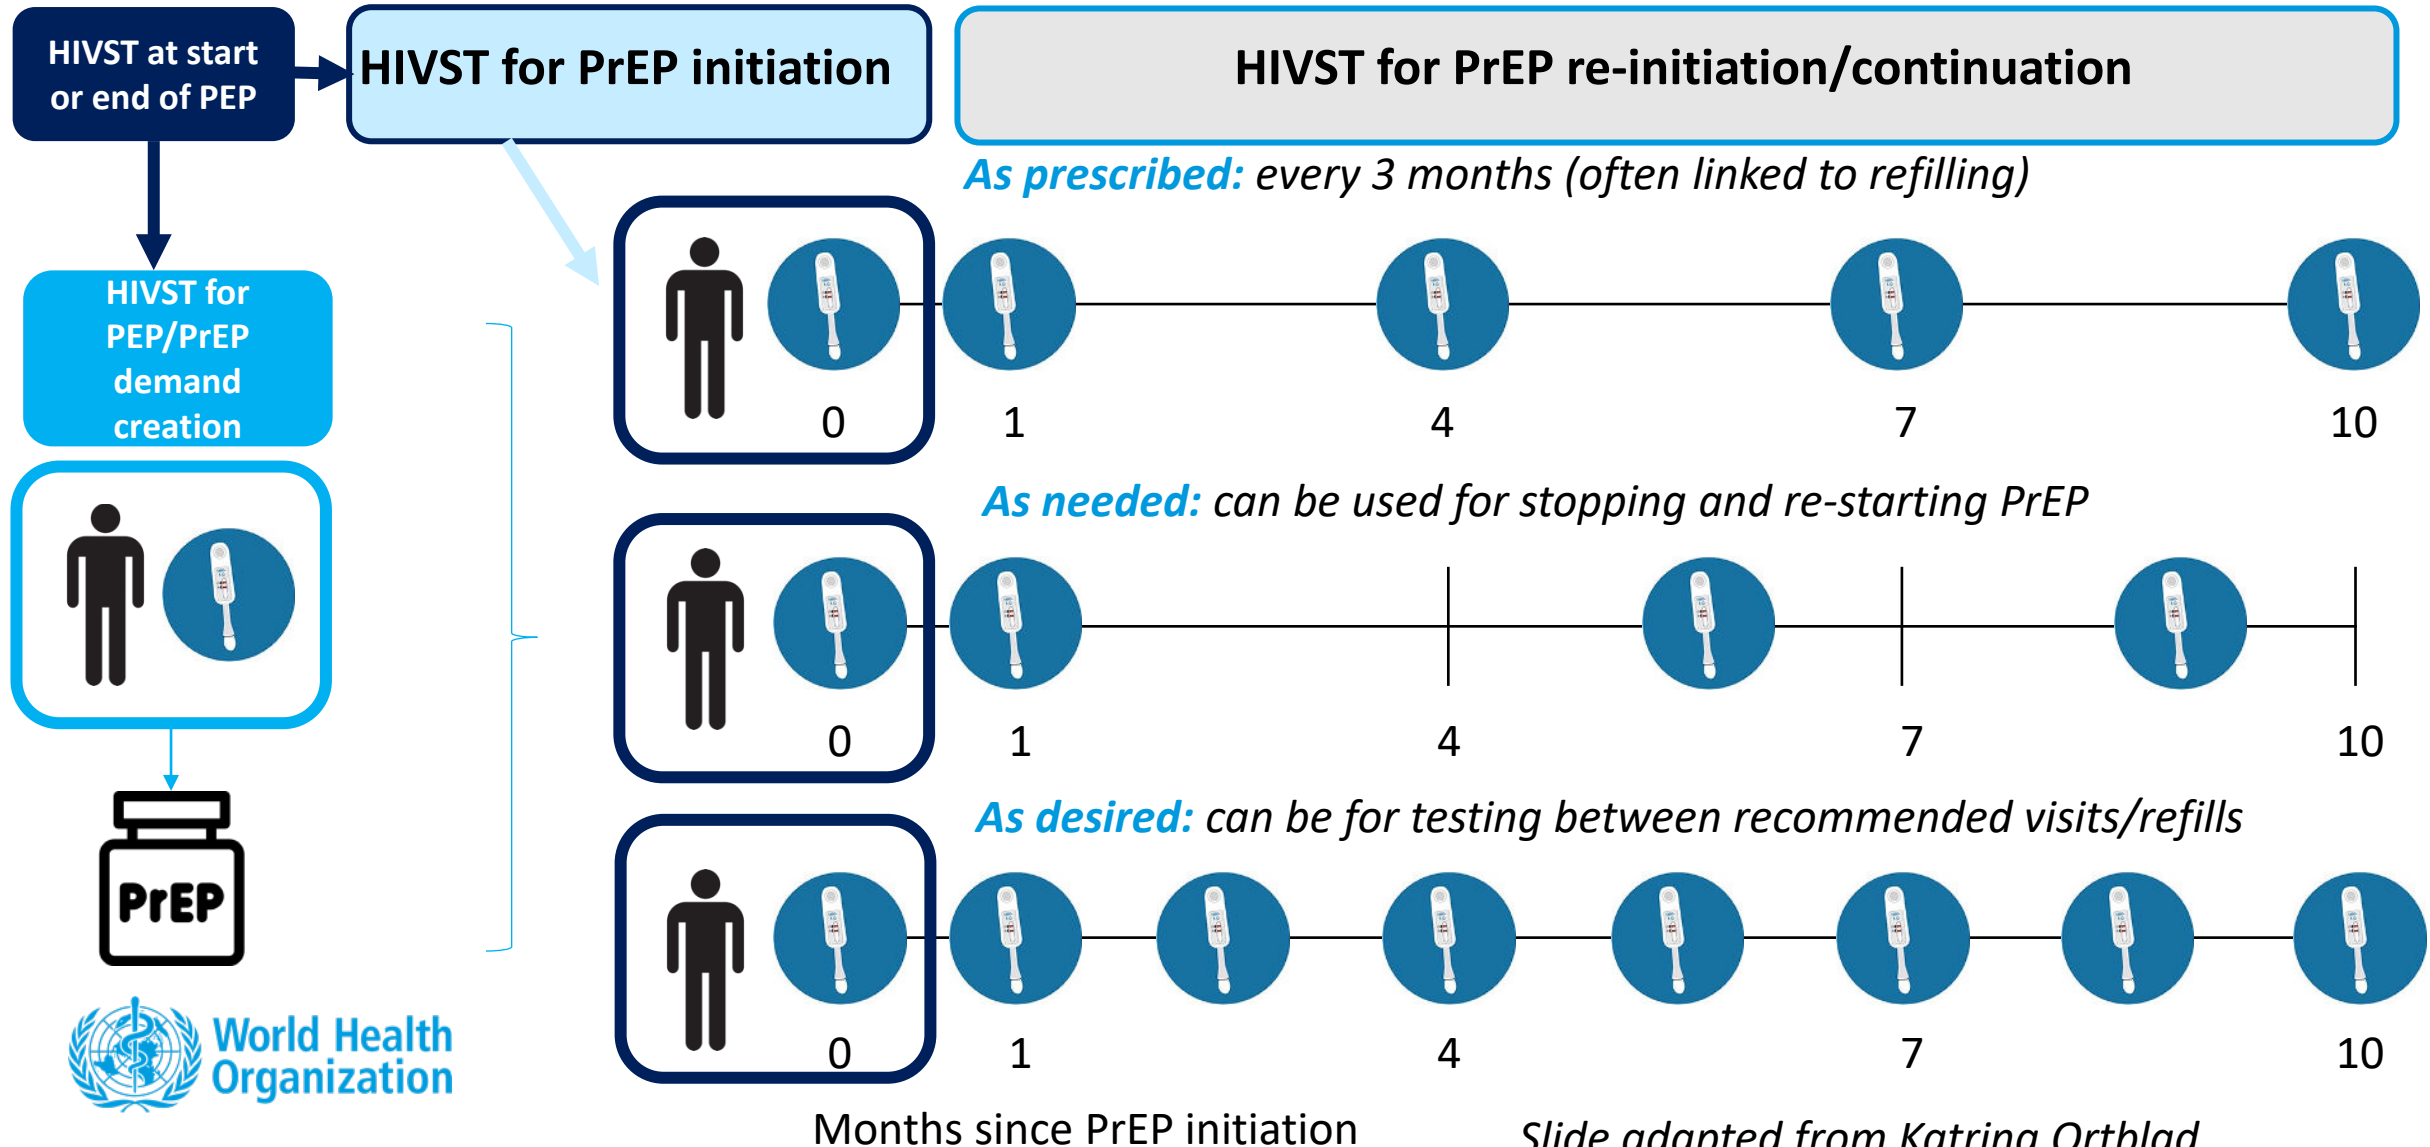 HIVST at start
or end of PEP
HIVST for PrEP initiation
HIVST for PrEP re-initiation/continuation
As prescribed: every 3 months (often linked to refilling)
HIVST for
PEP/PrEP
demand
creation
0 1 4 7 10
As needed: can be used for stopping and re-starting PrEP
0 1 4 7 10
As desired: can be for testing between recommended visits/refills
PrEP
0 1 4 7 10
World Health
Organization
Months since PrEP initiation
Slide adapted from Katrina Ortblad